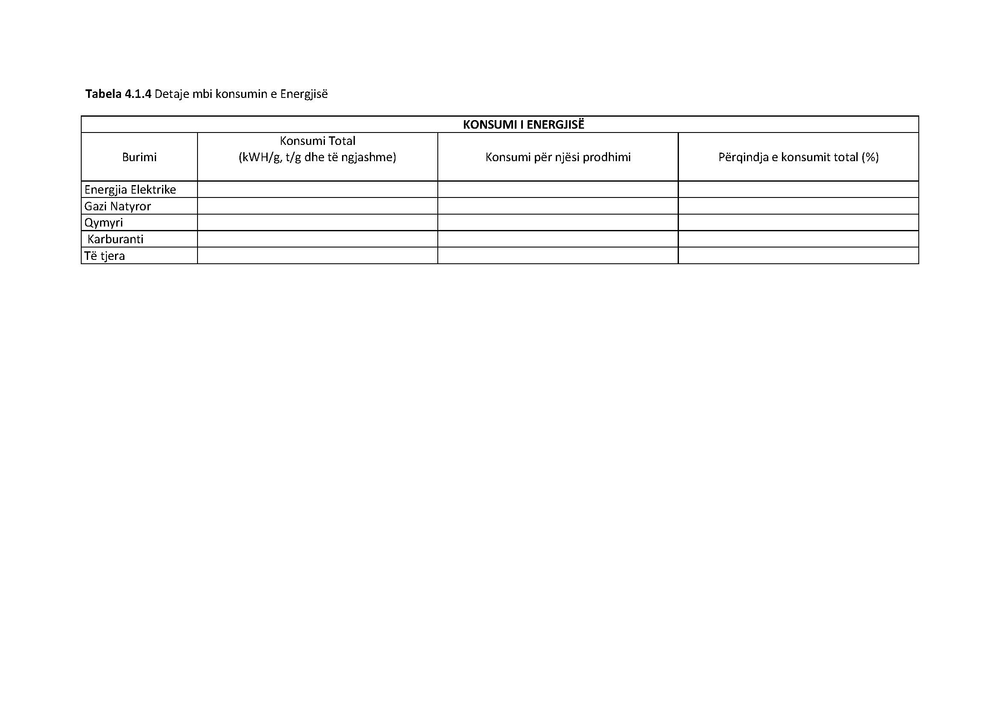 Tabela 4.1.4 Detaje mbi konsumin e Energjisë
KONSUMI I ENERGJISË
Burimi
Konsumi Total
(kWH/g, t/g dhe të ngjashme)
Konsumi për njësi prodhimi
Përqindja e konsumit total (%)
Energjia Elektrike
Gazi Natyror
Qymyri
Karburanti
Të tjera